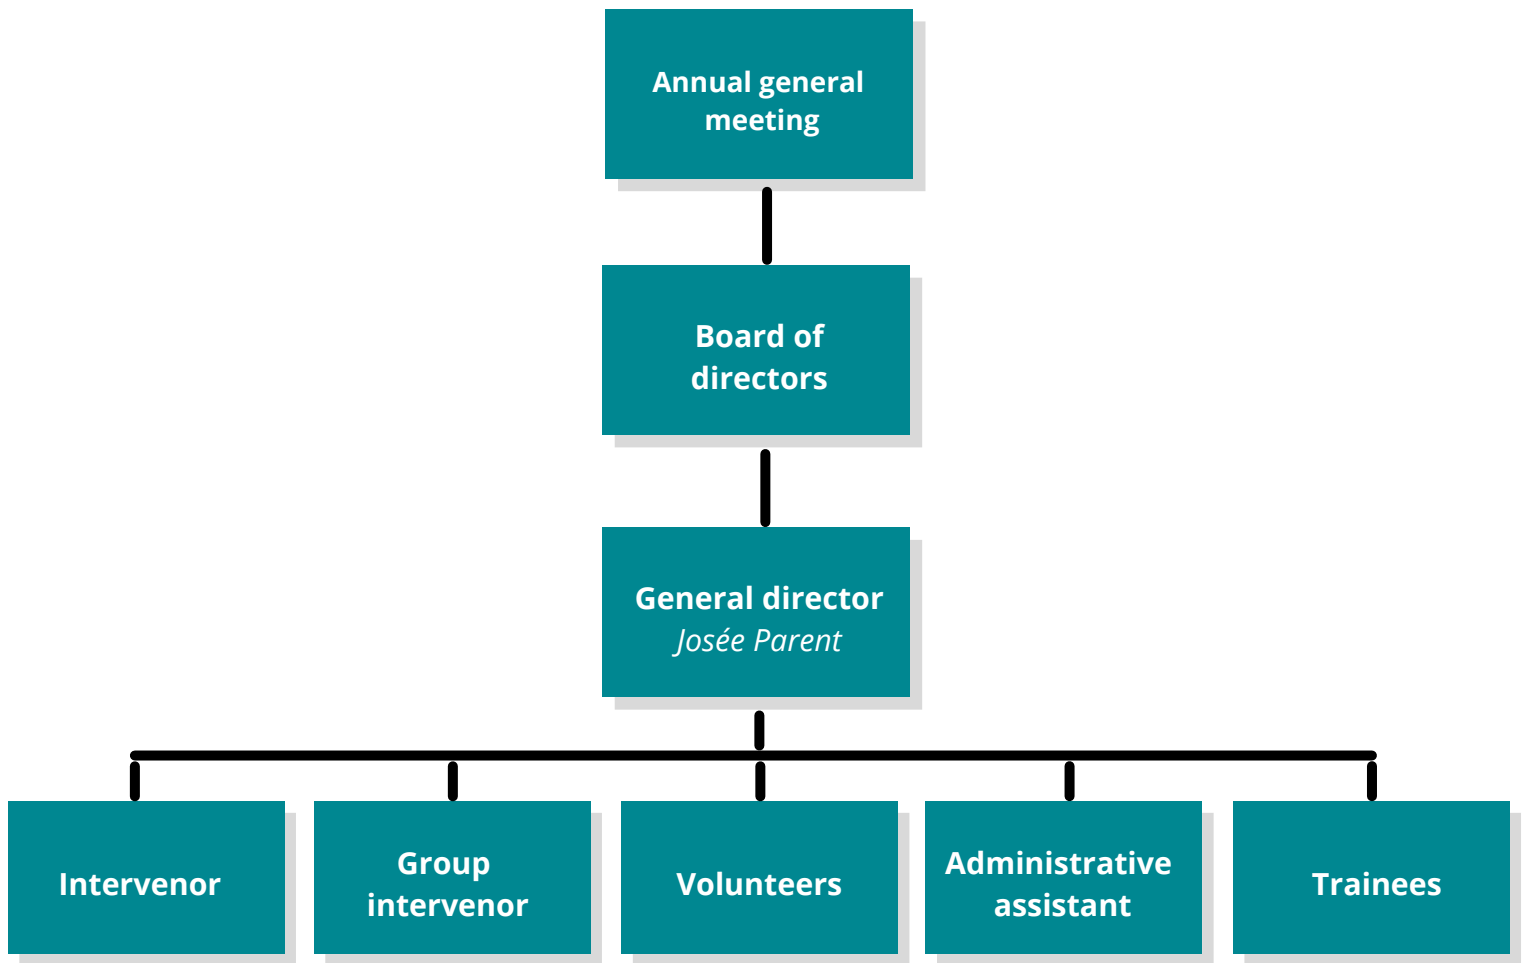 Annual general
meeting
Board of
directors
General director
Josée Parent
Intervenor
Group
intervenor
Volunteers
Administrative
assistant
Trainees